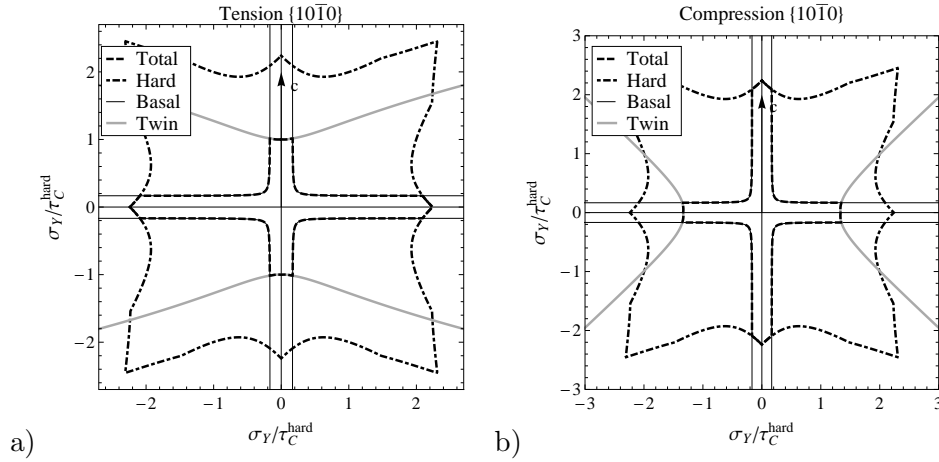 Tension {101̅0}
Total
Hard
Basal
Twin
c
2
1
0
−1
−2
σ_Y/τ_C^hard
−2 −1 0 1 2
σ_Y/τ_C^hard
a)
Compression {101̅0}
Total
Hard
Basal
Twin
c
3
2
1
0
−1
−2
−3
σ_Y/τ_C^hard
−3 −2 −1 0 1 2 3
σ_Y/τ_C^hard
b)